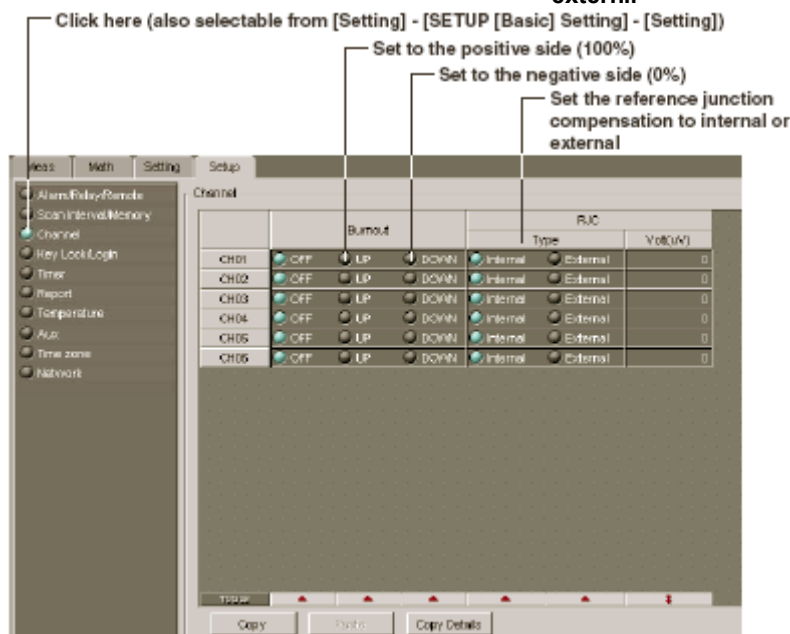 Click here (also selectable from [Setting] - [SETUP [Basic] Setting] - [Setting])
Set to the positive side (100%)
Set to the negative side (0%)
Set the reference junction
compensation to internal or
external
Meas Math Setting Setup
Alarm/Relay/Remote
Scan Interval/Memory
Channel
Key Lock/Login
Timer
Report
Temperature
Aux
Time zone
Network
Channel
Burnout RJC
Type Volt(uV)
CH01 OFF UP DOWN Internal External 0
CH02 OFF UP DOWN Internal External 0
CH03 OFF UP DOWN Internal External 0
CH04 OFF UP DOWN Internal External 0
CH05 OFF UP DOWN Internal External 0
CH06 OFF UP DOWN Internal External 0
Copy Paste Copy Details